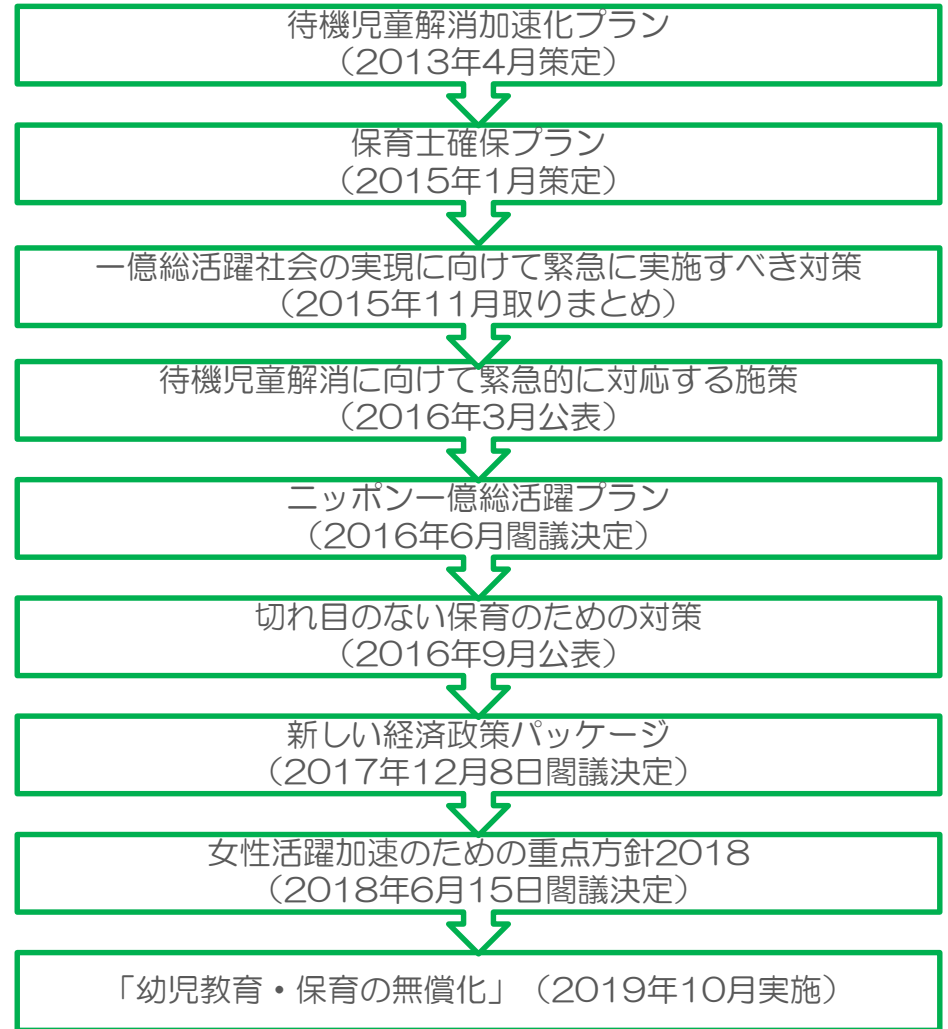 待機児童解消加速化プラン
（2013年4月策定）
保育士確保プラン
（2015年1月策定）
一億総活躍社会の実現に向けて緊急に実施すべき対策
（2015年11月取りまとめ）
待機児童解消に向けて緊急的に対応する施策
（2016年3月公表）
ニッポン一億総活躍プラン
（2016年6月閣議決定）
切れ目のない保育のための対策
（2016年9月公表）
新しい経済政策パッケージ
（2017年12月8日閣議決定）
女性活躍加速のための重点方針2018
（2018年6月15日閣議決定）
「幼児教育・保育の無償化」（2019年10月実施）